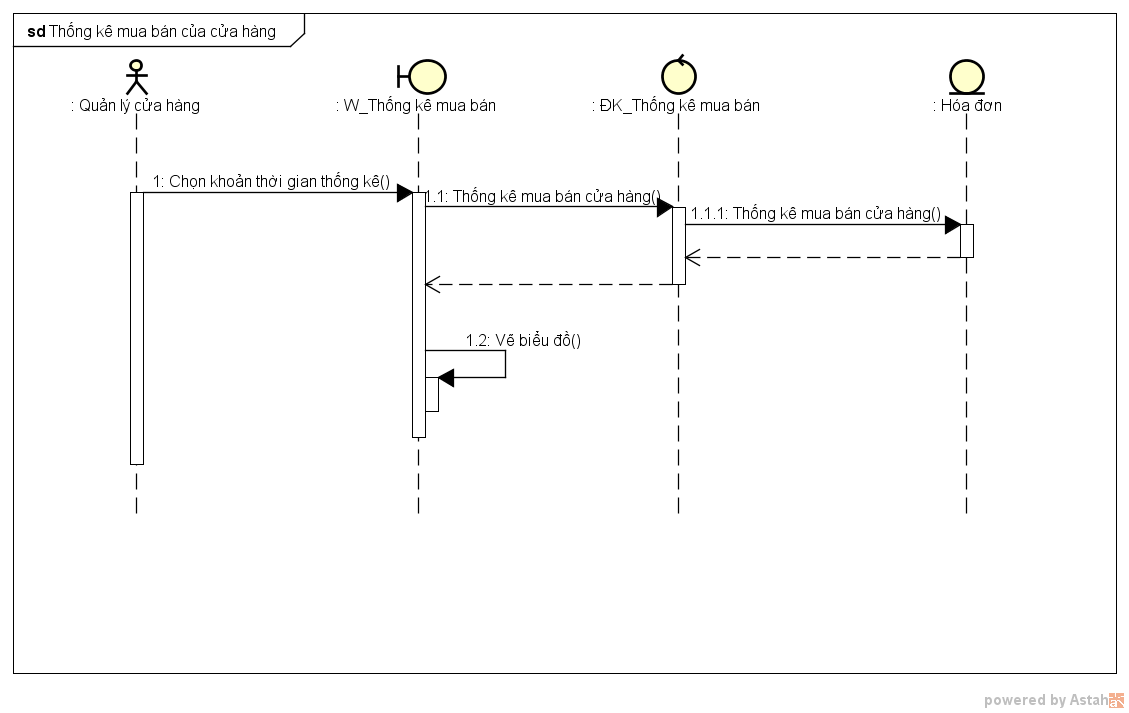 sd Thống kê mua bán của cửa hàng
: Quản lý cửa hàng
: W_Thống kê mua bán
: ĐK_Thống kê mua bán
: Hóa đơn
1: Chọn khoản thời gian thống kê()
1.1: Thống kê mua bán cửa hàng()
1.1.1: Thống kê mua bán cửa hàng()
1.2: Vẽ biểu đồ()
powered by Astah